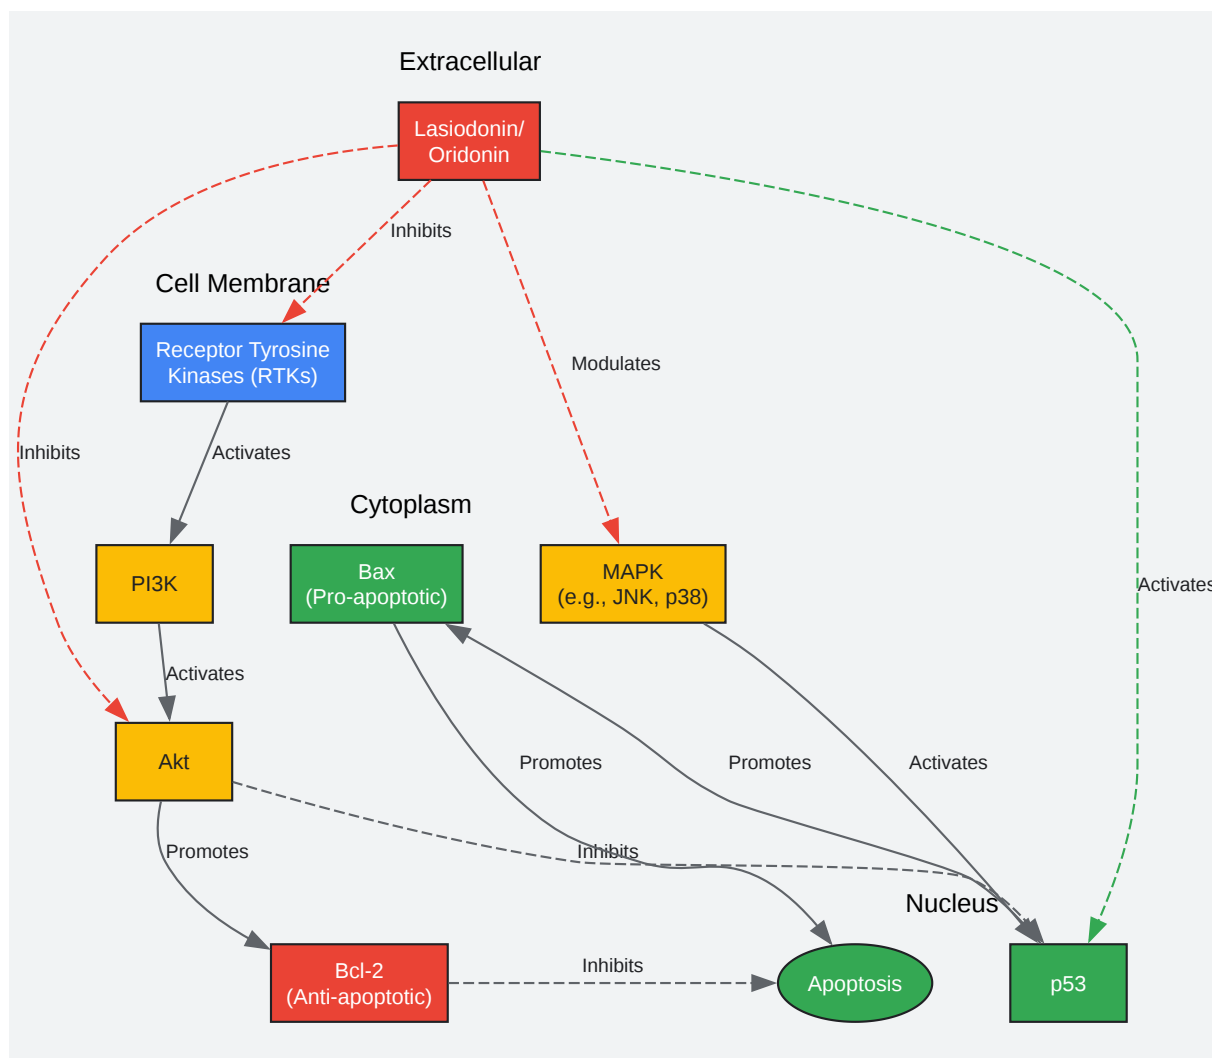 Extracellular
Lasiodonin/
Oridonin
Inhibits
Cell Membrane
Receptor Tyrosine
Kinases (RTKs)
Modulates
Inhibits
Activates
Cytoplasm
PI3K
Bax
(Pro-apoptotic)
MAPK
(e.g., JNK, p38)
Activates
Activates
Akt
Promotes
Promotes
Activates
Promotes
Inhibits
Nucleus
Bcl-2
(Anti-apoptotic)
Inhibits
Apoptosis
p53